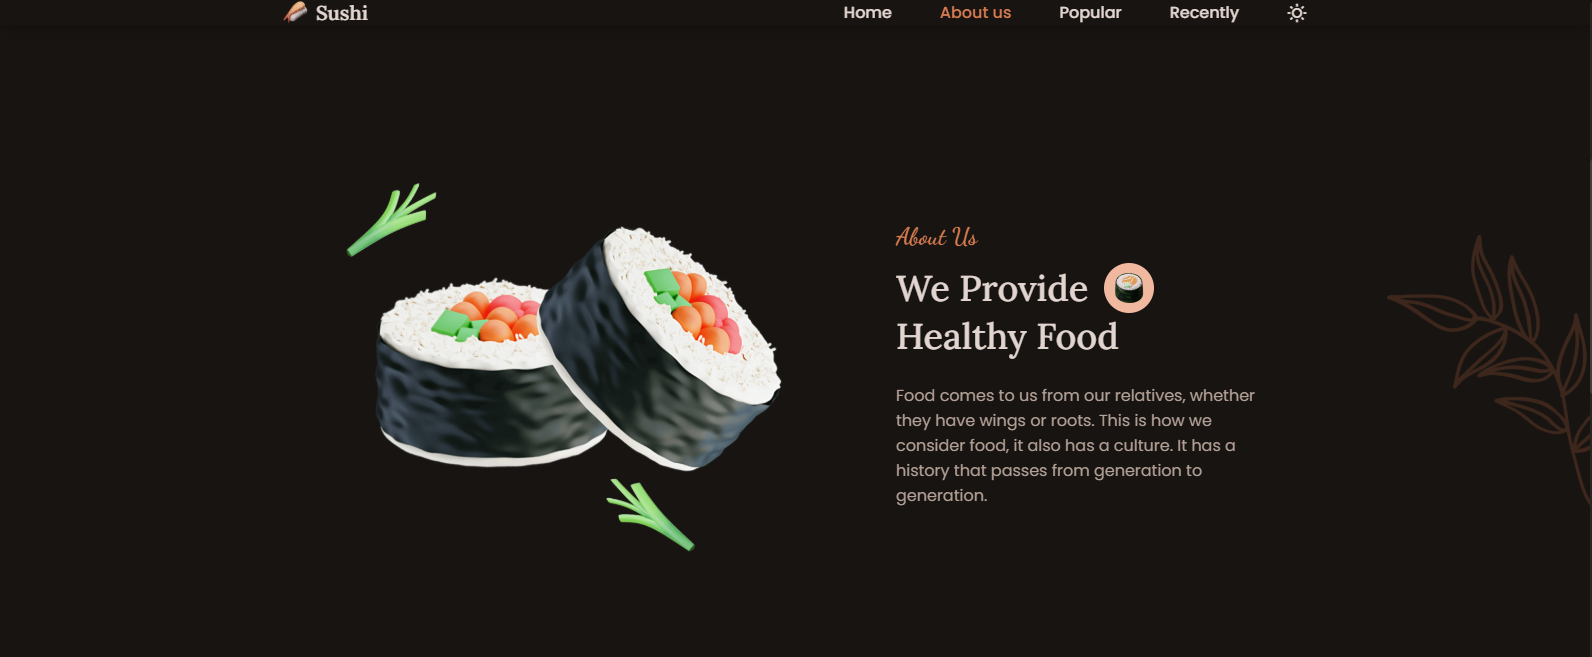 Sushi
Home
About us
Popular
Recently
About Us
We Provide
Healthy Food
Food comes to us from our relatives, whether
they have wings or roots. This is how we
consider food, it also has a culture. It has a
history that passes from generation to
generation.